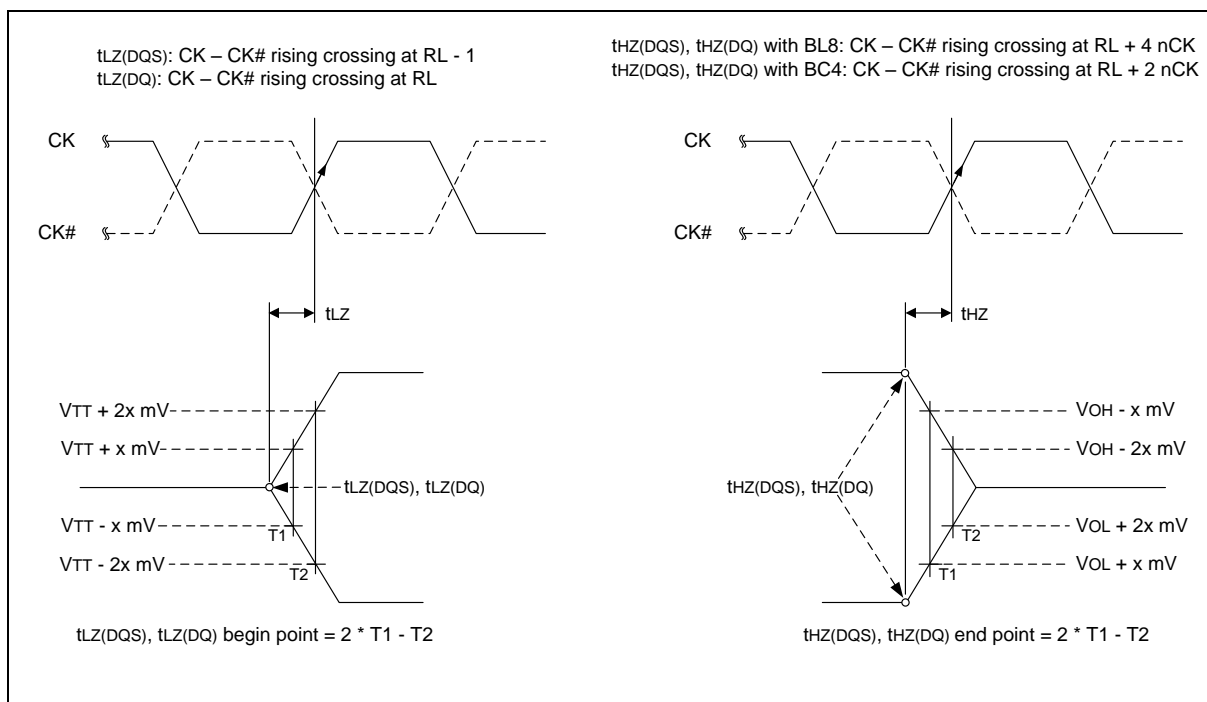 tLZ(DQS): CK – CK# rising crossing at RL - 1
tLZ(DQ): CK – CK# rising crossing at RL
CK
CK#
tLZ
VTT + 2x mV
VTT + x mV
tLZ(DQS), tLZ(DQ)
VTT - x mV
T1
VTT - 2x mV
T2
tLZ(DQS), tLZ(DQ) begin point = 2 * T1 - T2
tHZ(DQS), tHZ(DQ) with BL8: CK – CK# rising crossing at RL + 4 nCK
tHZ(DQS), tHZ(DQ) with BC4: CK – CK# rising crossing at RL + 2 nCK
CK
CK#
tHZ
VOH - x mV
VOH - 2x mV
tHZ(DQS), tHZ(DQ)
VOL + 2x mV
T2
VOL + x mV
T1
tHZ(DQS), tHZ(DQ) end point = 2 * T1 - T2